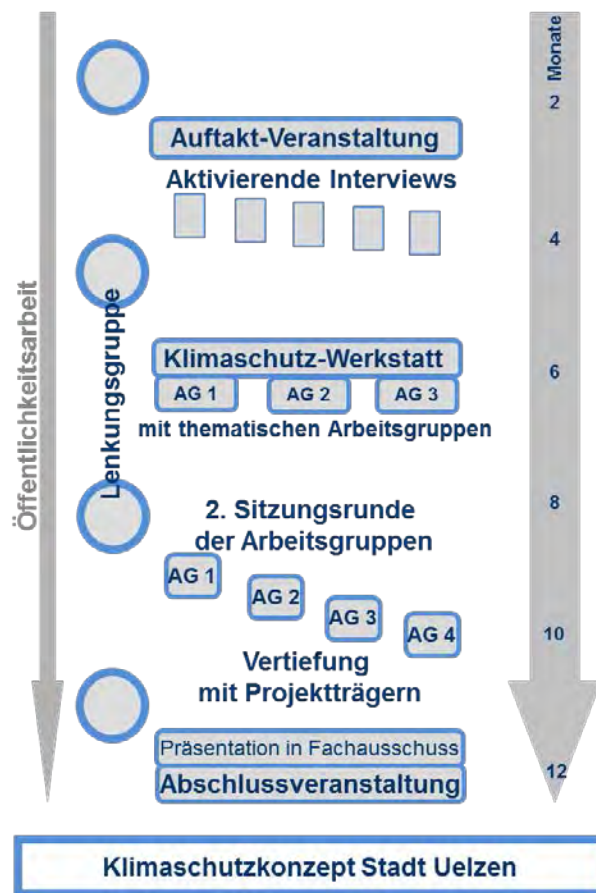 Monate
2
Auftakt-Veranstaltung
Aktivierende Interviews
4
Öffentlichkeitsarbeit
Lenkungsgruppe
Klimaschutz-Werkstatt
6
AG 1 AG 2 AG 3
mit thematischen Arbeitsgruppen
8
2. Sitzungsrunde
der Arbeitsgruppen
AG 1
AG 2
AG 3
AG 4
10
Vertiefung
mit Projektträgern
Präsentation in Fachausschuss
12
Abschlussveranstaltung
Klimaschutzkonzept Stadt Uelzen